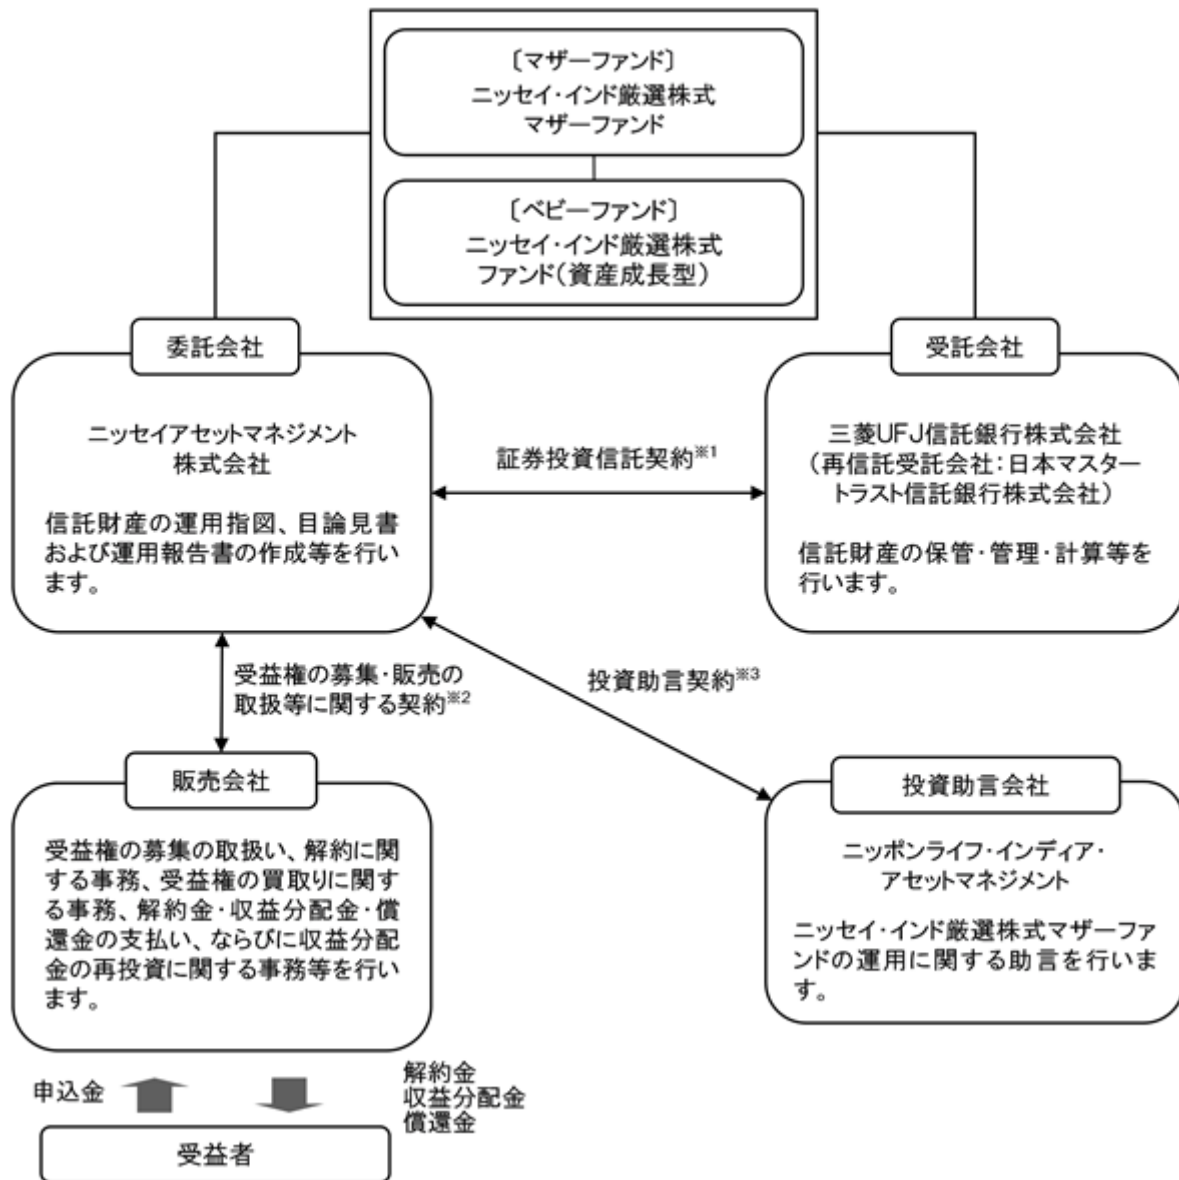 〔マザーファンド〕
ニッセイ・インド厳選株式
マザーファンド
〔ベビーファンド〕
ニッセイ・インド厳選株式
ファンド（資産成長型）
委託会社
ニッセイアセットマネジメント
株式会社
信託財産の運用指図、目論見書
および運用報告書の作成等を行い
ます。
証券投資信託契約※1
受託会社
三菱UFJ信託銀行株式会社
（再信託受託会社：日本マスター
トラスト信託銀行株式会社）
信託財産の保管・管理・計算等を
行います。
受益権の募集・販売の
取扱等に関する契約※2
投資助言契約※3
販売会社
受益権の募集の取扱い、解約に関
する事務、受益権の買取りに関す
る事務、解約金・収益分配金・償
還金の支払い、ならびに収益分配
金の再投資に関する事務等を行い
ます。
投資助言会社
ニッポンライフ・インディア・
アセットマネジメント
ニッセイ・インド厳選株式マザーファ
ンドの運用に関する助言を行いま
す。
申込金
解約金
収益分配金
償還金
受益者